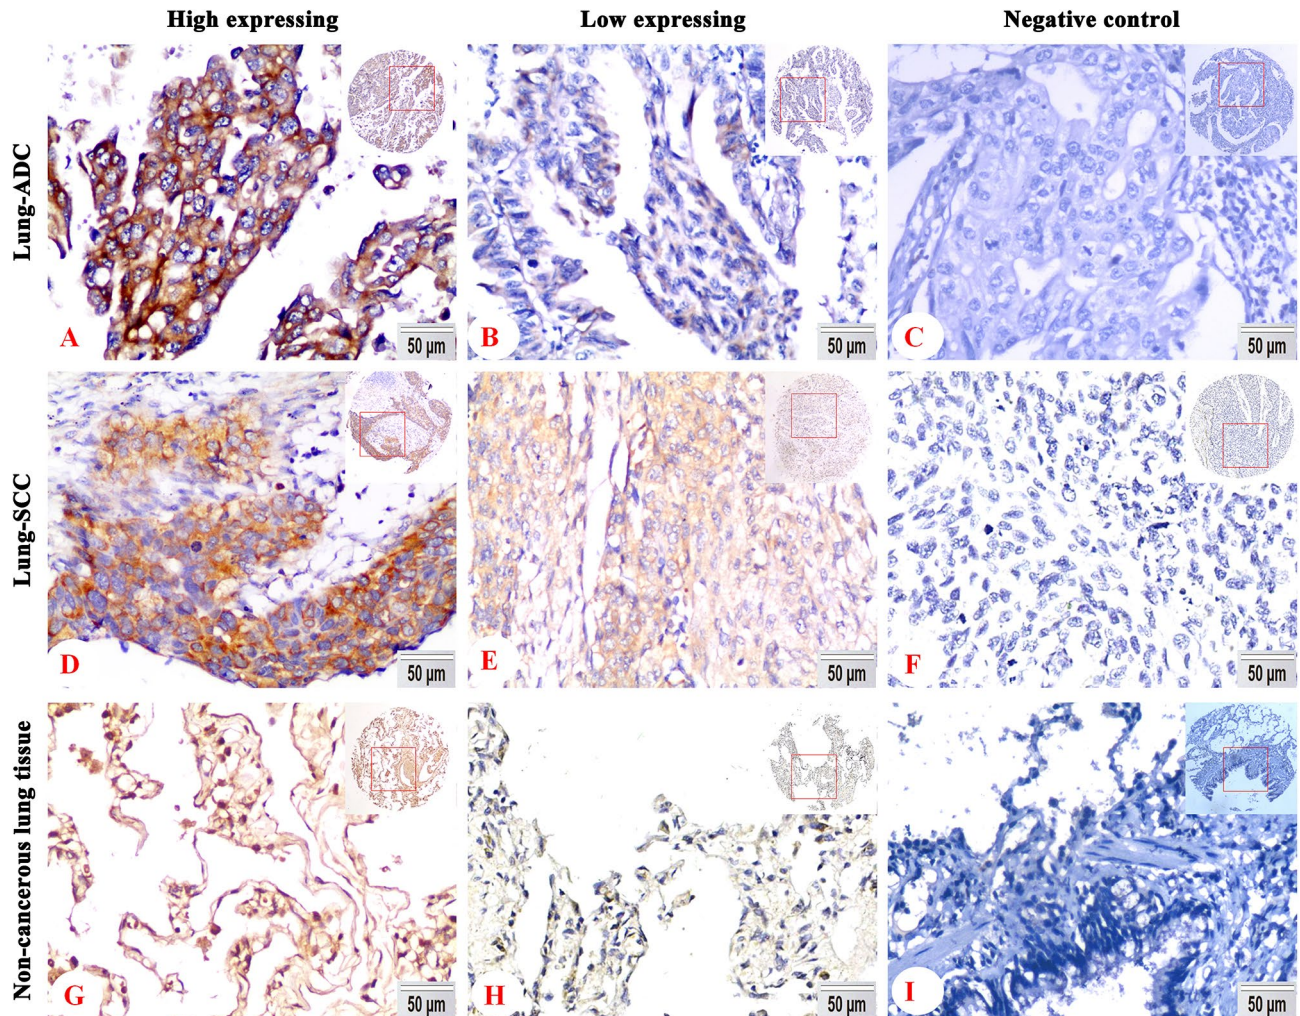 High expressing
Low expressing
Negative control
Lung-ADC
A
50 µm
B
50 µm
C
50 µm
Lung-SCC
D
50 µm
E
50 µm
F
50 µm
Non-cancerous lung tissue
G
50 µm
H
50 µm
I
50 µm